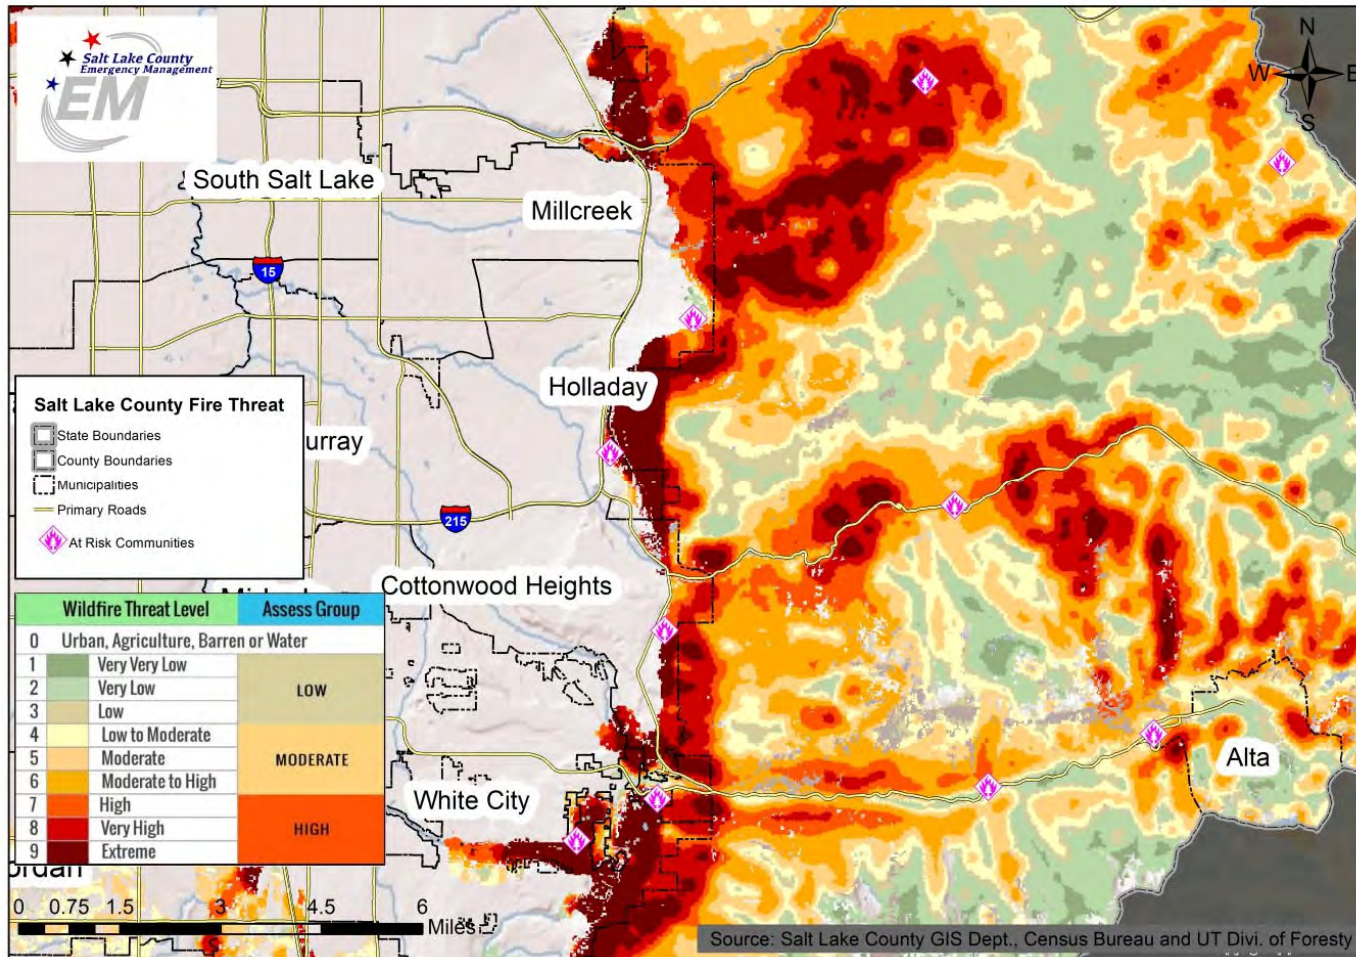 Salt Lake County
Emergency Management
EM
N
W E
S
South Salt Lake
Millcreek
15
Holladay
Salt Lake County Fire Threat
State Boundaries
County Boundaries
Municipalities
Primary Roads
At Risk Communities
urray
215
Cottonwood Heights
Wildfire Threat Level Assess Group
0 Urban, Agriculture, Barren or Water
1 Very Very Low
2 Very Low LOW
3 Low
4 Low to Moderate
5 Moderate MODERATE
6 Moderate to High
7 High
8 Very High HIGH
9 Extreme
White City
Alta
ordan
0 0.75 1.5 3 4.5 6
Miles
Source: Salt Lake County GIS Dept., Census Bureau and UT Divi. of Foresty